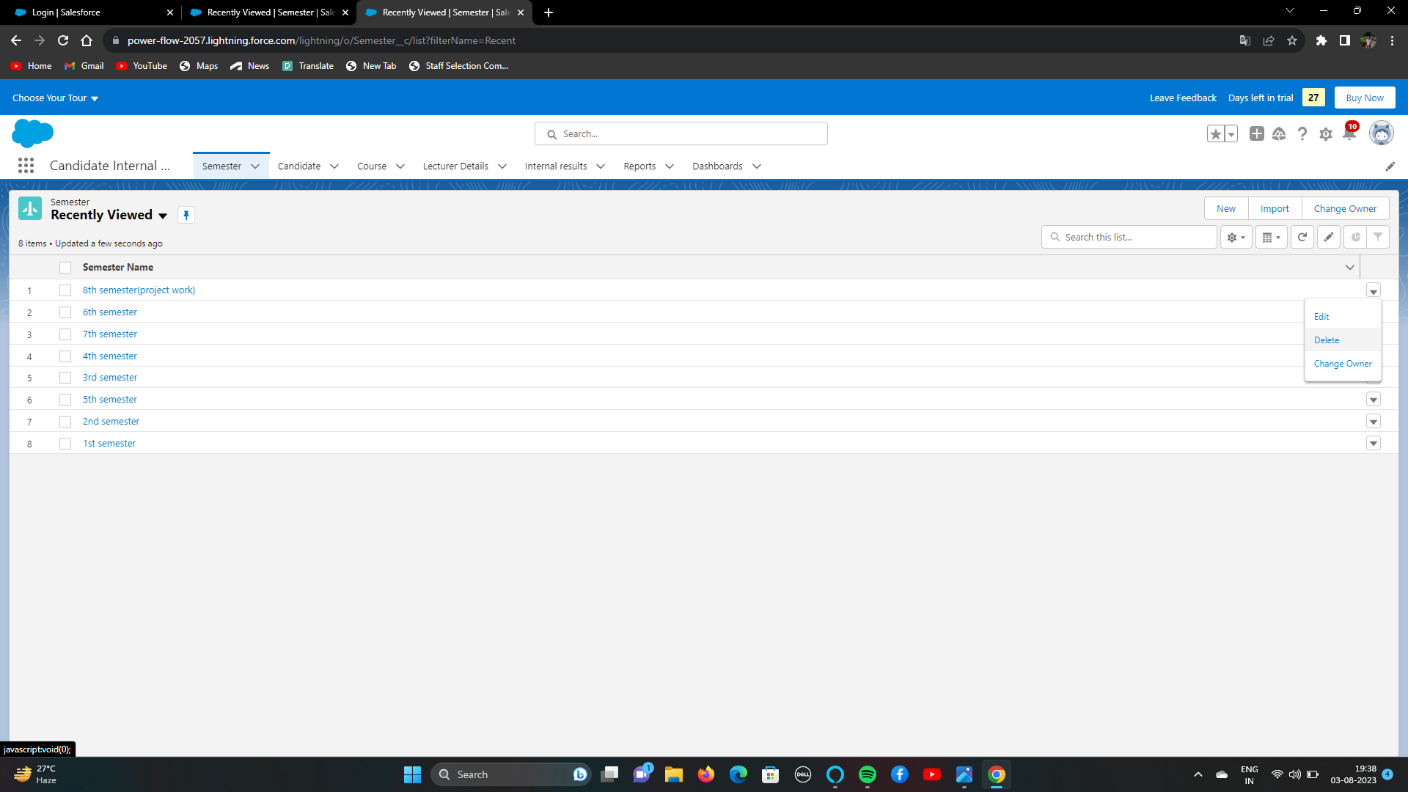 Login | Salesforce
Recently Viewed | Semester | Sale
Recently Viewed | Semester | Sale
power-flow-2057.lightning.force.com/lightning/o/Semester__c/list?filterName=Recent
Home Gmail YouTube Maps News Translate New Tab Staff Selection Com...
Choose Your Tour Leave Feedback Days left in trial 27 Buy Now
Search... 10
Candidate Internal ... Semester Candidate Course Lecturer Details Internal results Reports Dashboards
Semester
Recently Viewed New Import Change Owner
8 items • Updated a few seconds ago Search this list...
Semester Name
1 8th semester(project work)
2 6th semester
3 7th semester
4 4th semester
5 3rd semester
6 5th semester
7 2nd semester
8 1st semester
Edit
Delete
Change Owner
javascript:void(0);
27°C
Haze
Search
1
DELL
ENG
IN
19:38
03-08-2023
4